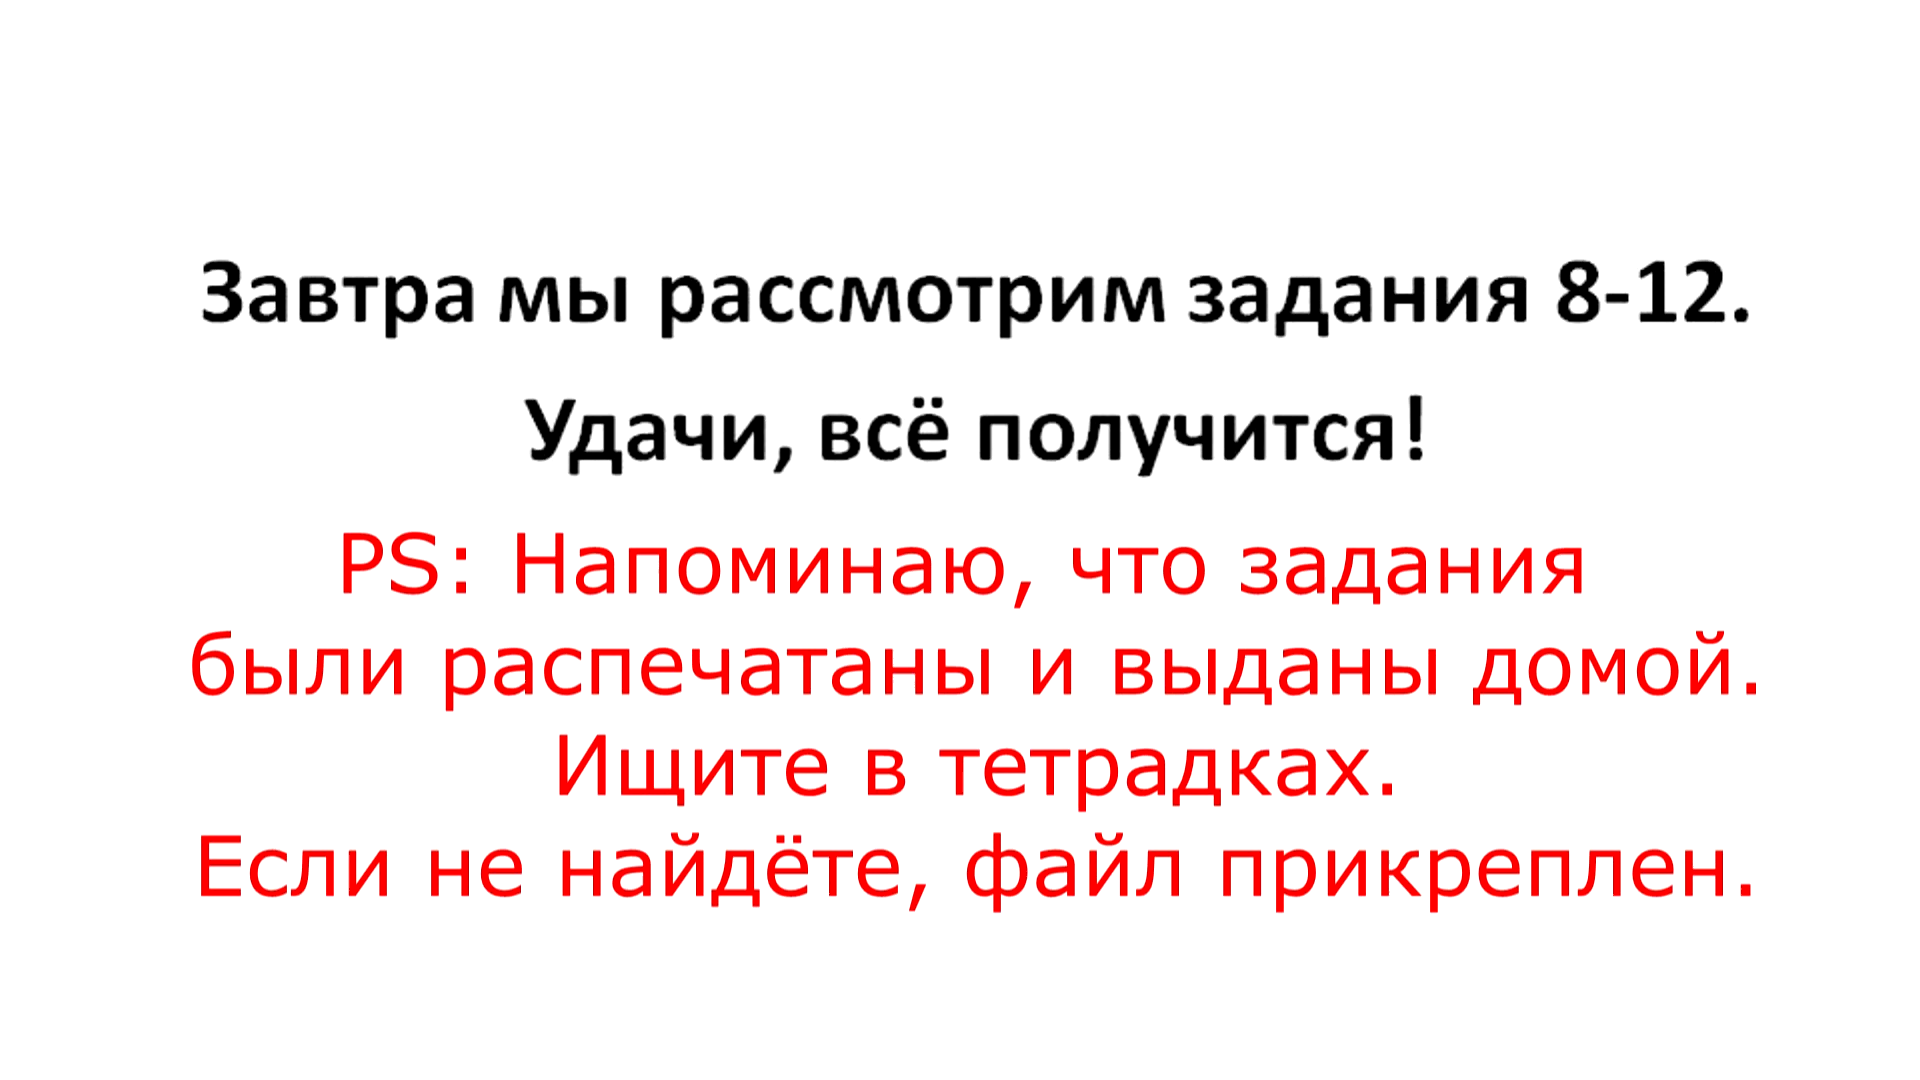 Завтра мы рассмотрим задания 8-12.
Удачи, всё получится!
PS: Напоминаю, что задания
были распечатаны и выданы домой.
Ищите в тетрадках.
Если не найдёте, файл прикреплен.